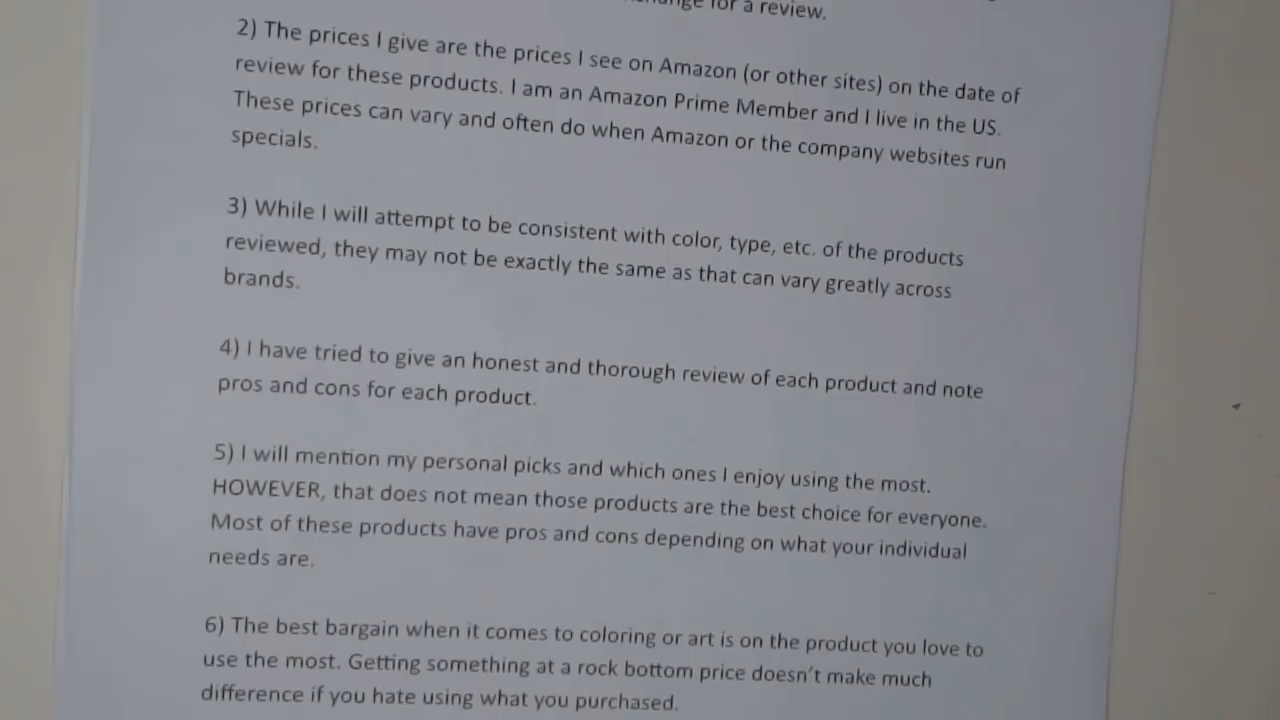 for a review.
2) The prices I give are the prices I see on Amazon (or other sites) on the date of
review for these products. I am an Amazon Prime Member and I live in the US.
These prices can vary and often do when Amazon or the company websites run
specials.
3) While I will attempt to be consistent with color, type, etc. of the products
reviewed, they may not be exactly the same as that can vary greatly across
brands.
4) I have tried to give an honest and thorough review of each product and note
pros and cons for each product.
5) I will mention my personal picks and which ones I enjoy using the most.
HOWEVER, that does not mean those products are the best choice for everyone.
Most of these products have pros and cons depending on what your individual
needs are.
6) The best bargain when it comes to coloring or art is on the product you love to
use the most. Getting something at a rock bottom price doesn't make much
difference if you hate using what you purchased.